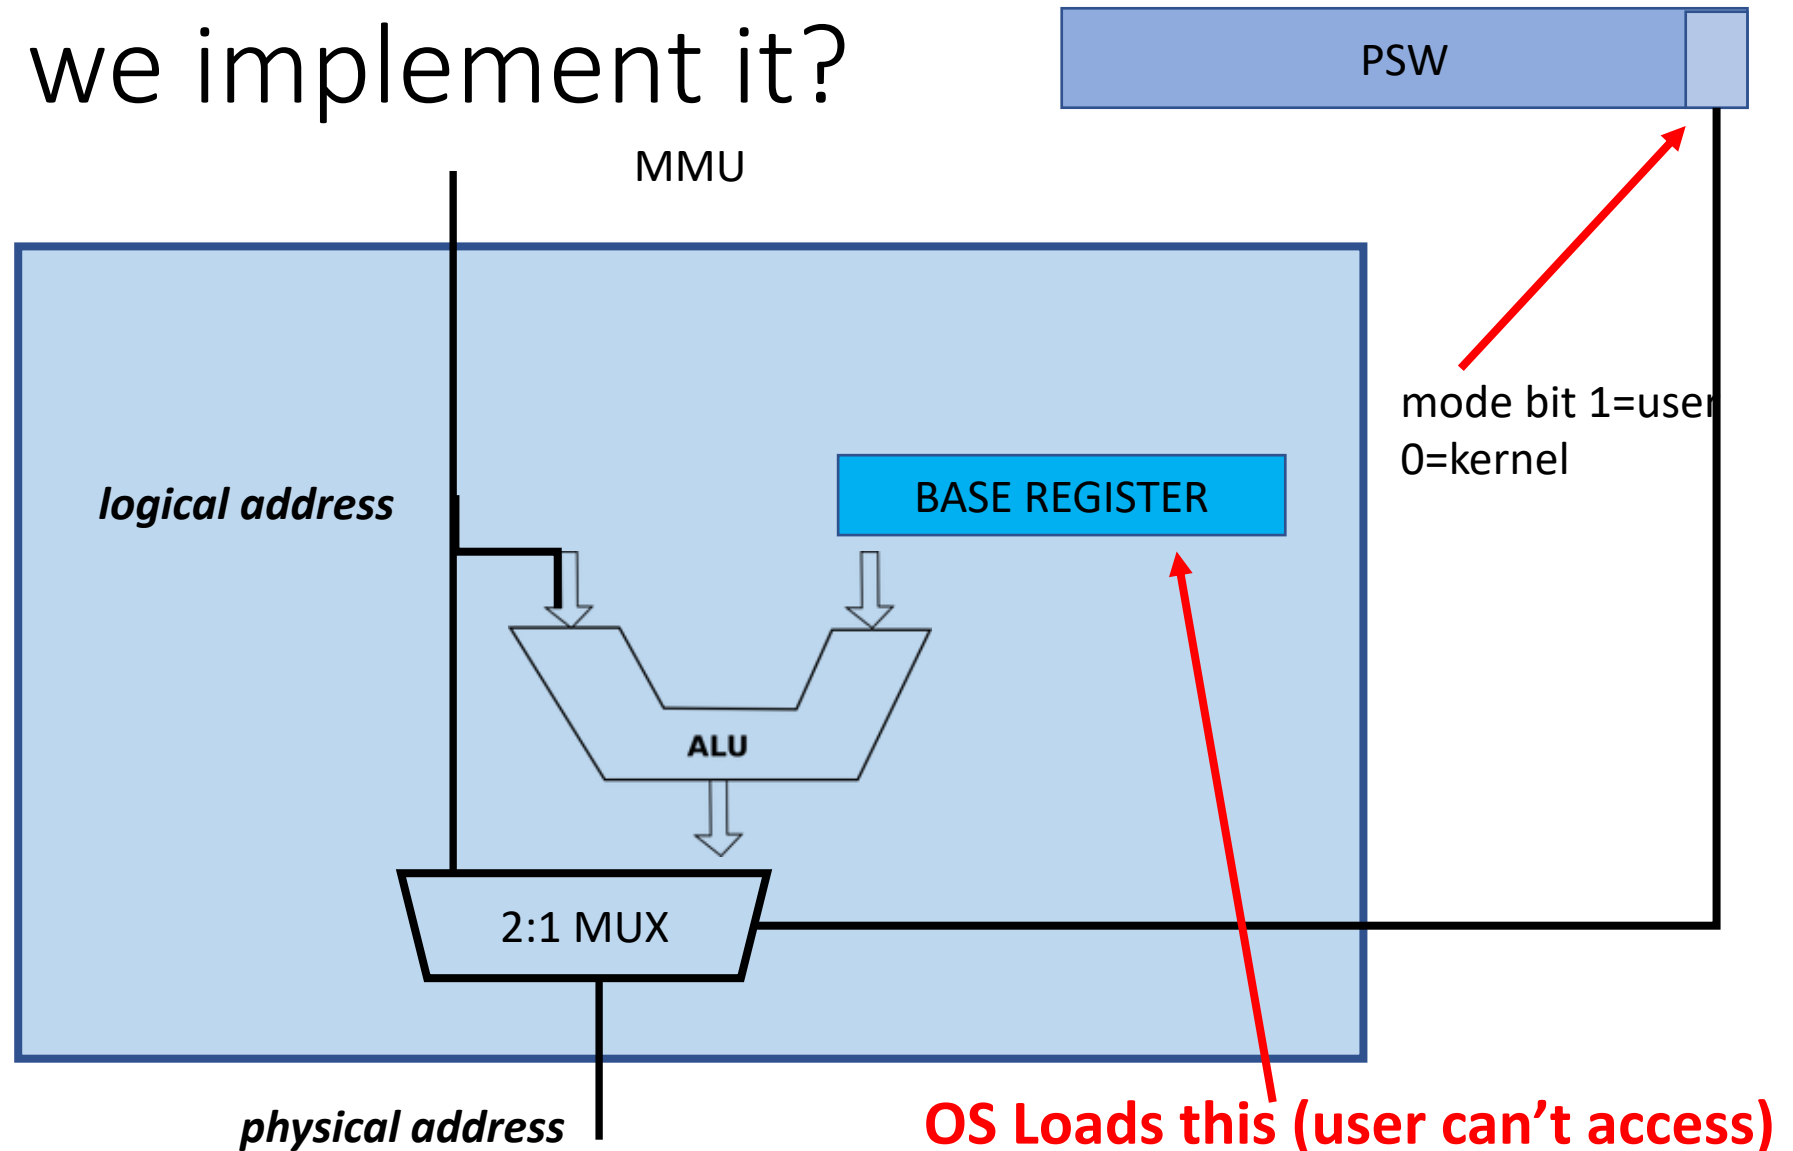 we implement it?
PSW
MMU
mode bit 1=user
0=kernel
logical address
BASE REGISTER
ALU
2:1 MUX
physical address
OS Loads this (user can’t access)